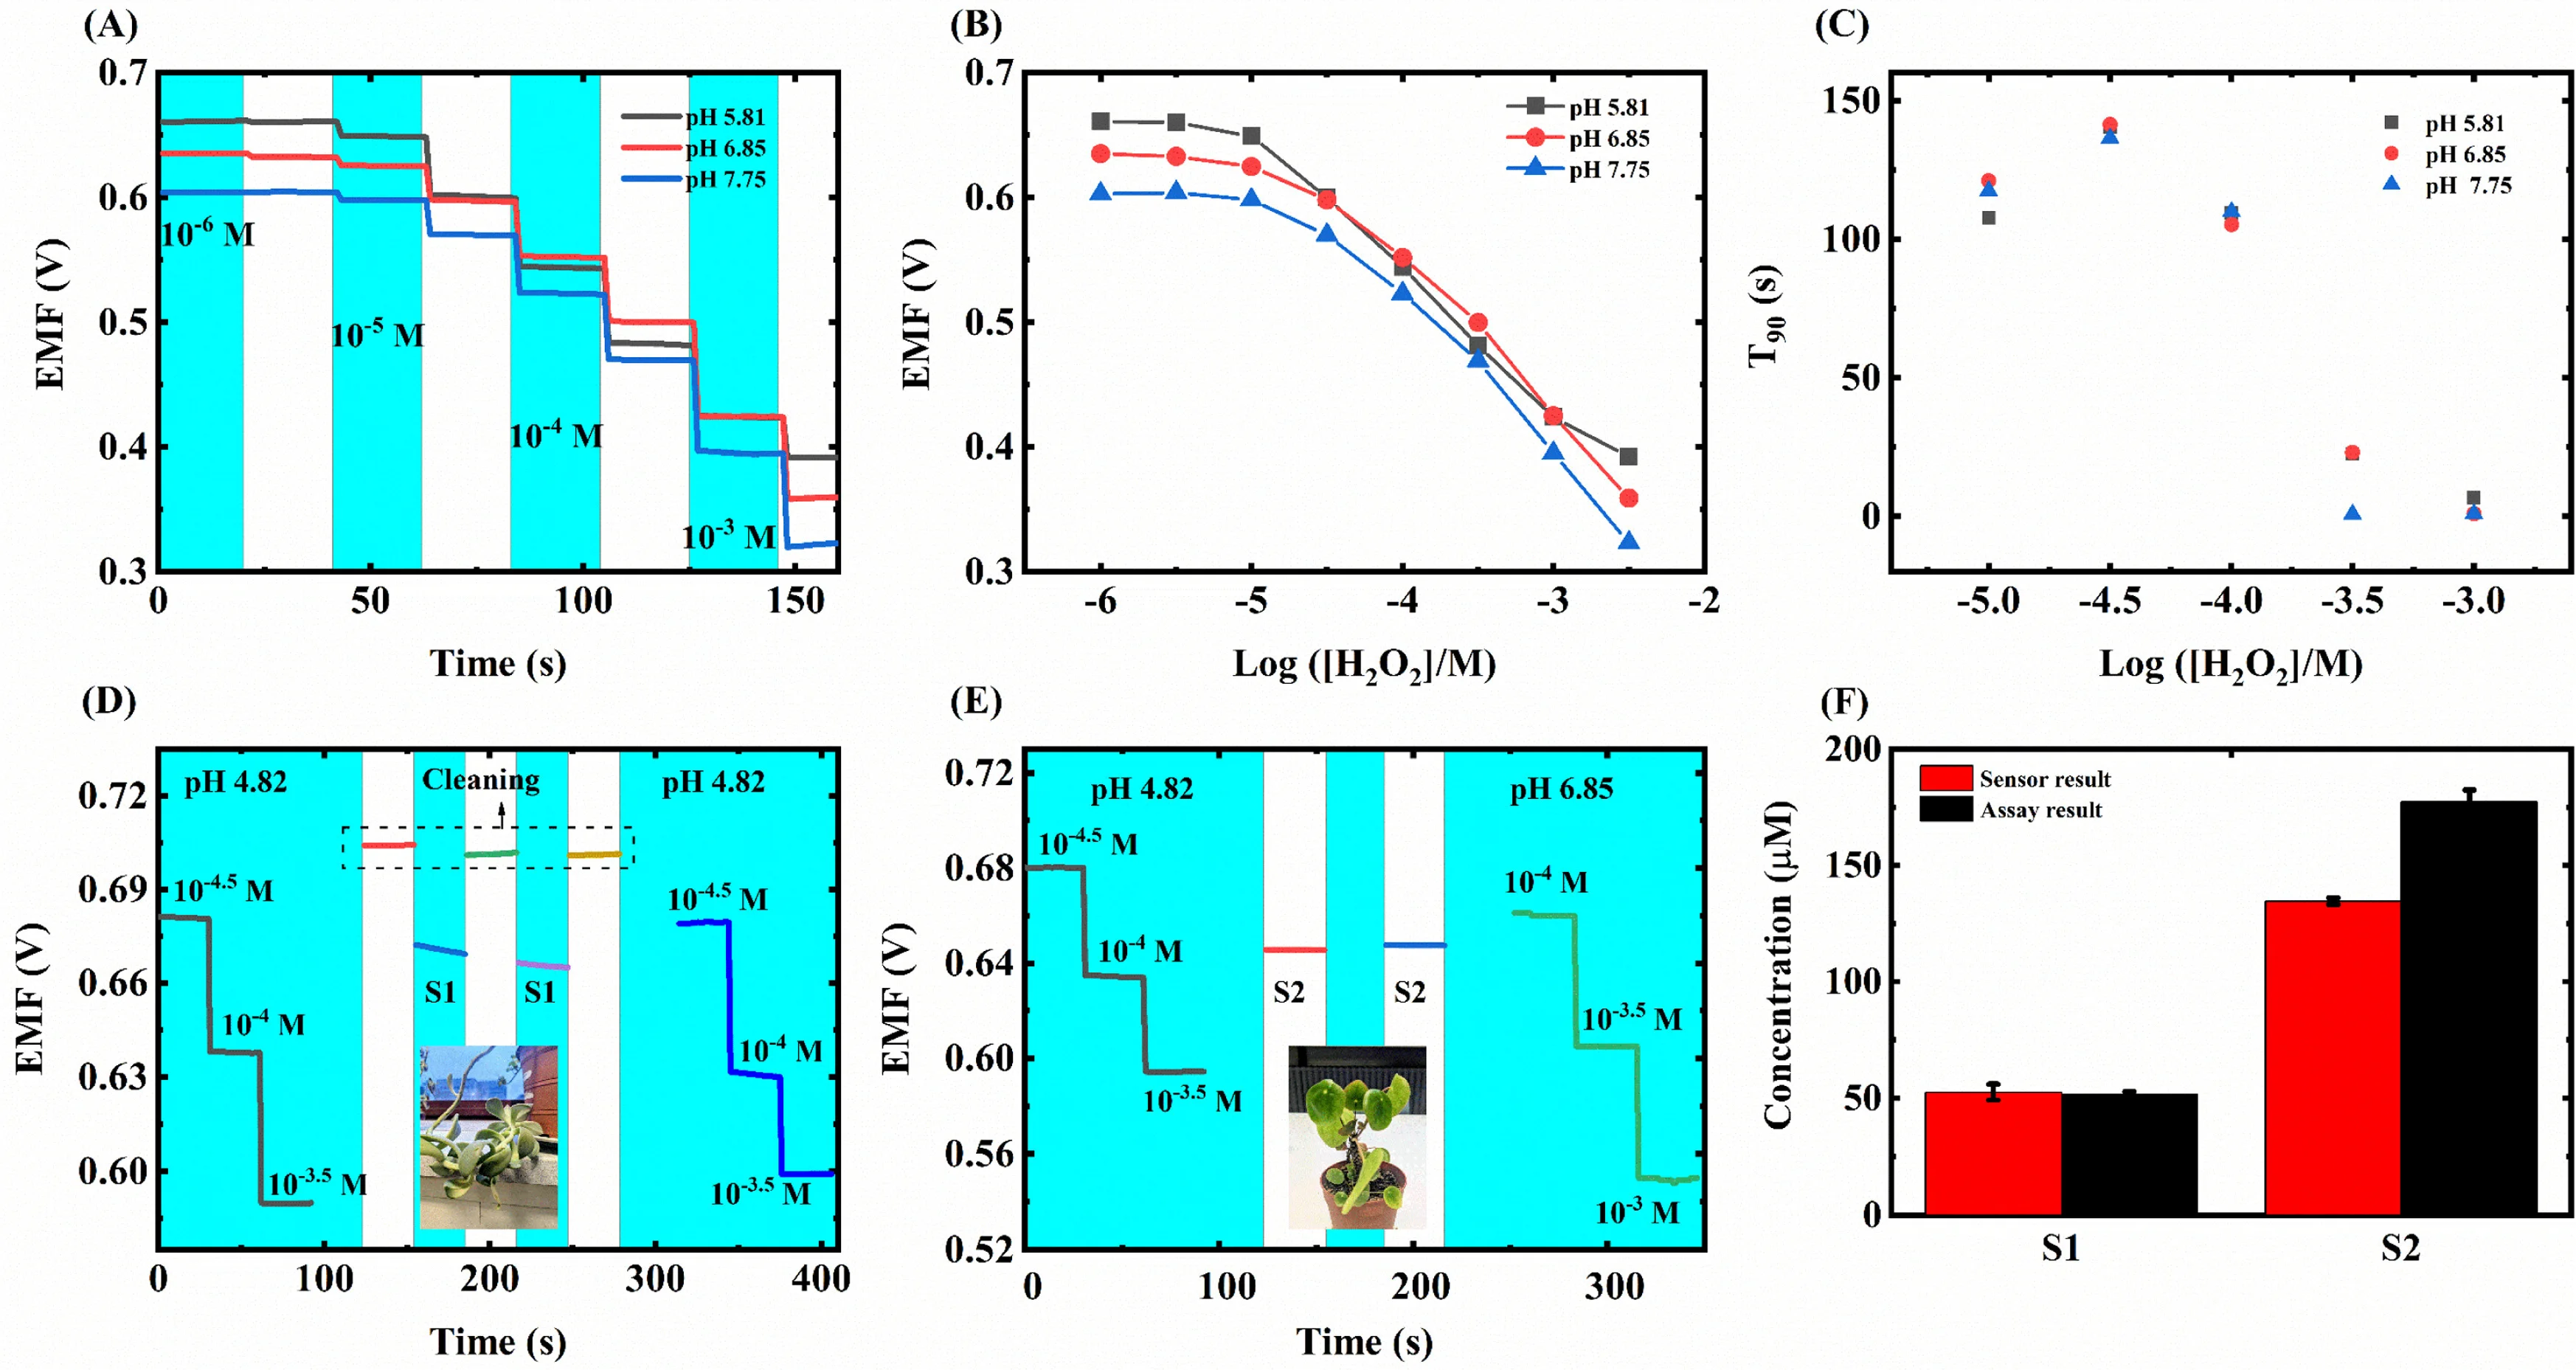 (A)
0.7
0.6
0.5
0.4
0.3
EMF (V)
pH 5.81
pH 6.85
pH 7.75
10⁻⁶ M
10⁻⁵ M
10⁻⁴ M
10⁻³ M
0 50 100 150
Time (s)
(B)
0.7
0.6
0.5
0.4
0.3
EMF (V)
pH 5.81
pH 6.85
pH 7.75
-6 -5 -4 -3 -2
Log ([H₂O₂]/M)
(C)
150
100
50
0
T₉₀ (s)
pH 5.81
pH 6.85
pH 7.75
-5.0 -4.5 -4.0 -3.5 -3.0
Log ([H₂O₂]/M)
(D)
0.72
0.69
0.66
0.63
0.60
EMF (V)
pH 4.82
Cleaning
pH 4.82
10⁻⁴·⁵ M
10⁻⁴ M
10⁻³·⁵ M
S1
S1
10⁻⁴·⁵ M
10⁻⁴ M
10⁻³·⁵ M
0 100 200 300 400
Time (s)
(E)
0.72
0.68
0.64
0.60
0.56
0.52
EMF (V)
pH 4.82
pH 6.85
10⁻⁴·⁵ M
10⁻⁴ M
10⁻³·⁵ M
S2
S2
10⁻⁴ M
10⁻³·⁵ M
10⁻³ M
0 100 200 300
Time (s)
(F)
200
150
100
50
0
Concentration (μM)
Sensor result
Assay result
S1 S2